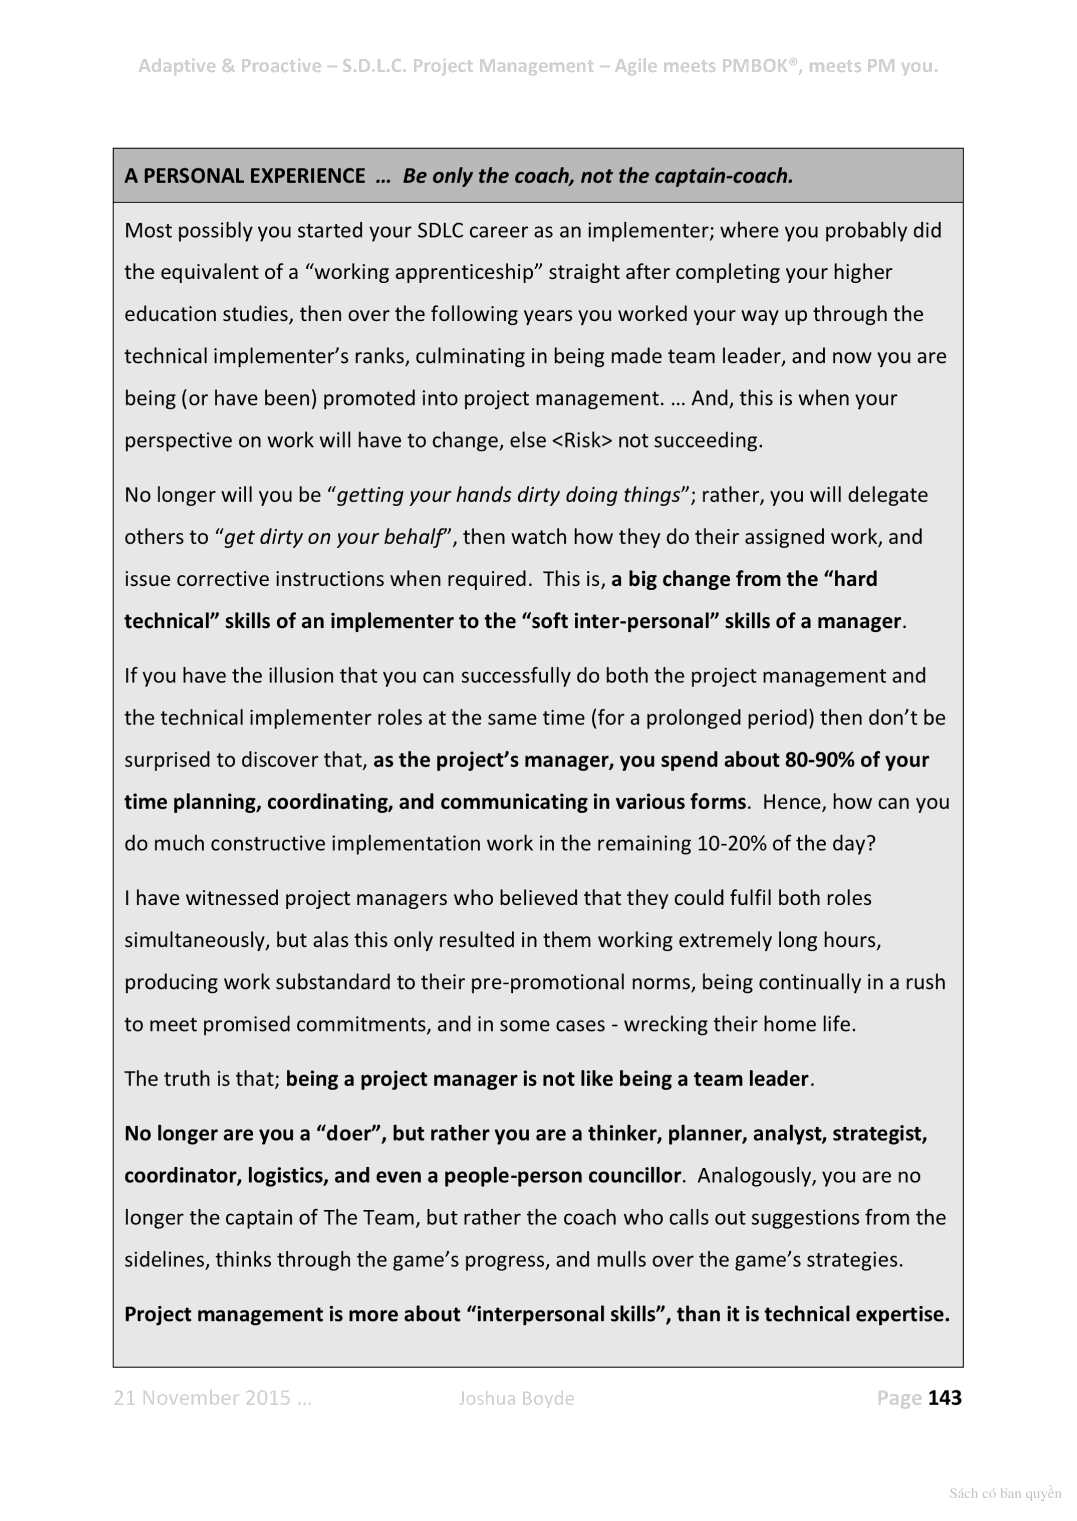 Adaptive & Proactive – S.D.L.C. Project Management – Agile meets PMBOK®, meets PM you.
A PERSONAL EXPERIENCE … Be only the coach, not the captain-coach.
Most possibly you started your SDLC career as an implementer; where you probably did
the equivalent of a “working apprenticeship” straight after completing your higher
education studies, then over the following years you worked your way up through the
technical implementer’s ranks, culminating in being made team leader, and now you are
being (or have been) promoted into project management. … And, this is when your
perspective on work will have to change, else <Risk> not succeeding.
No longer will you be “getting your hands dirty doing things”; rather, you will delegate
others to “get dirty on your behalf”, then watch how they do their assigned work, and
issue corrective instructions when required. This is, a big change from the “hard
technical” skills of an implementer to the “soft inter-personal” skills of a manager.
If you have the illusion that you can successfully do both the project management and
the technical implementer roles at the same time (for a prolonged period) then don’t be
surprised to discover that, as the project’s manager, you spend about 80-90% of your
time planning, coordinating, and communicating in various forms. Hence, how can you
do much constructive implementation work in the remaining 10-20% of the day?
I have witnessed project managers who believed that they could fulfil both roles
simultaneously, but alas this only resulted in them working extremely long hours,
producing work substandard to their pre-promotional norms, being continually in a rush
to meet promised commitments, and in some cases - wrecking their home life.
The truth is that; being a project manager is not like being a team leader.
No longer are you a “doer”, but rather you are a thinker, planner, analyst, strategist,
coordinator, logistics, and even a people-person councillor. Analogously, you are no
longer the captain of The Team, but rather the coach who calls out suggestions from the
sidelines, thinks through the game’s progress, and mulls over the game’s strategies.
Project management is more about “interpersonal skills”, than it is technical expertise.
21 November 2015 … Joshua Boyde Page 143
Sách có bản quyền